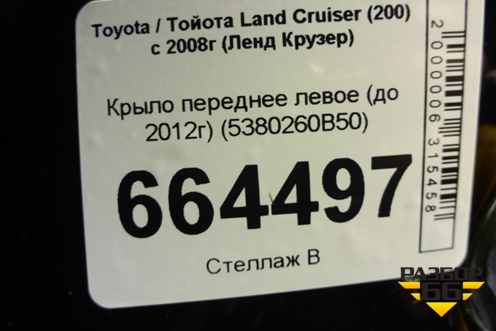 Toyota / Тойота Land Cruiser (200)
с 2008г (Ленд Крузер)
Крыло переднее левое (до
2012г) (5380260B50)
664497
Стеллаж В
2000006315458
РАЗБОР
66